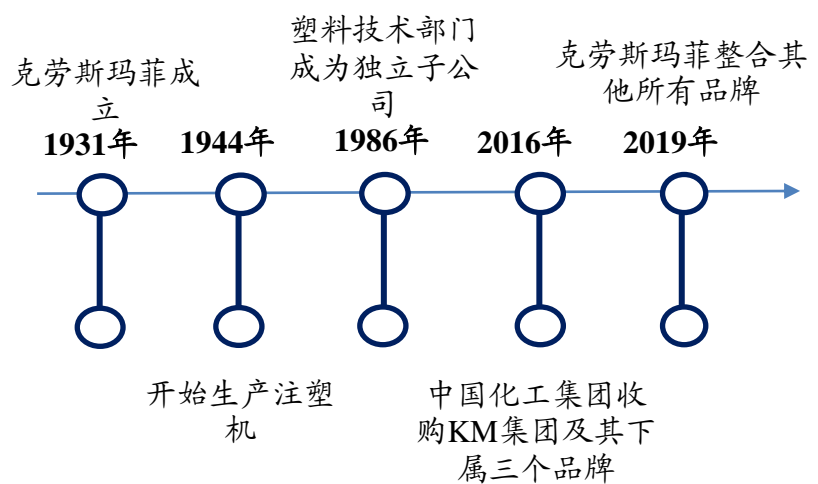 克劳斯玛菲成
立
1931年
1944年
塑料技术部门
成为独立子公
司
1986年
2016年
克劳斯玛菲整合其
他所有品牌
2019年
开始生产注塑
机
中国化工集团收
购KM集团及其下
属三个品牌